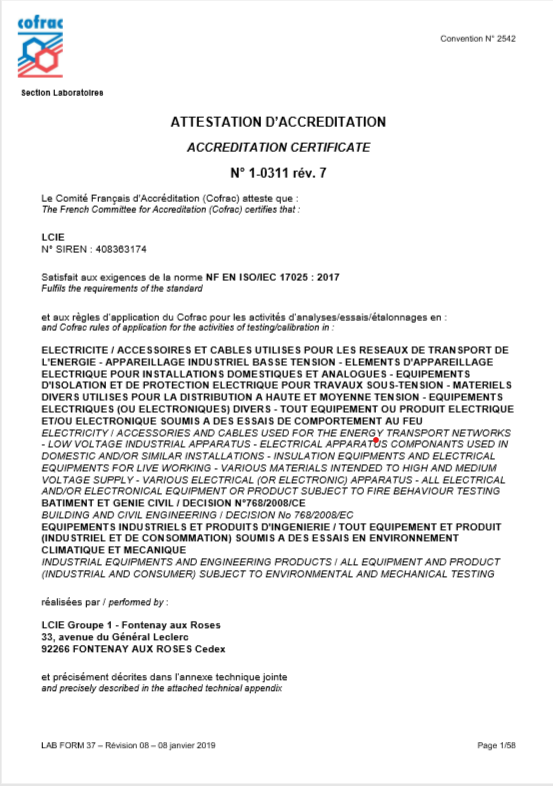 cofrac
Convention N° 2542
Section Laboratoires
ATTESTATION D'ACCREDITATION
ACCREDITATION CERTIFICATE
N° 1-0311 rév. 7
Le Comité Français d'Accréditation (Cofrac) atteste que :
The French Committee for Accreditation (Cofrac) certifies that :
LCIE
N° SIREN : 408363174
Satisfait aux exigences de la norme NF EN ISO/IEC 17025 : 2017
Fulfils the requirements of the standard
et aux règles d'application du Cofrac pour les activités d'analyses/essais/étalonnages en :
and Cofrac rules of application for the activities of testing/calibration in :
ELECTRICITE / ACCESSOIRES ET CABLES UTILISES POUR LES RESEAUX DE TRANSPORT DE
L'ENERGIE - APPAREILLAGE INDUSTRIEL BASSE TENSION - ELEMENTS D'APPAREILLAGE
ELECTRIQUE POUR INSTALLATIONS DOMESTIQUES ET ANALOGUES - EQUIPEMENTS
D'ISOLATION ET DE PROTECTION ELECTRIQUE POUR TRAVAUX SOUS-TENSION - MATERIELS
DIVERS UTILISES POUR LA DISTRIBUTION A HAUTE ET MOYENNE TENSION - EQUIPEMENTS
ELECTRIQUES (OU ELECTRONIQUES) DIVERS - TOUT EQUIPEMENT OU PRODUIT ELECTRIQUE
ET/OU ELECTRONIQUE SOUMIS A DES ESSAIS DE COMPORTEMENT AU FEU
ELECTRICITY / ACCESSORIES AND CABLES USED FOR THE ENERGY TRANSPORT NETWORKS
- LOW VOLTAGE INDUSTRIAL APPARATUS - ELECTRICAL APPARATUS COMPONANTS USED IN
DOMESTIC AND/OR SIMILAR INSTALLATIONS - INSULATION EQUIPMENTS AND ELECTRICAL
EQUIPMENTS FOR LIVE WORKING - VARIOUS MATERIALS INTENDED TO HIGH AND MEDIUM
VOLTAGE SUPPLY - VARIOUS ELECTRICAL (OR ELECTRONIC) APPARATUS - ALL ELECTRICAL
AND/OR ELECTRONICAL EQUIPMENT OR PRODUCT SUBJECT TO FIRE BEHAVIOUR TESTING
BATIMENT ET GENIE CIVIL / DECISION N°768/2008/CE
BUILDING AND CIVIL ENGINEERING / DECISION No 768/2008/EC
EQUIPEMENTS INDUSTRIELS ET PRODUITS D'INGENIERIE / TOUT EQUIPEMENT ET PRODUIT
(INDUSTRIEL ET DE CONSOMMATION) SOUMIS A DES ESSAIS EN ENVIRONNEMENT
CLIMATIQUE ET MECANIQUE
INDUSTRIAL EQUIPMENTS AND ENGINEERING PRODUCTS / ALL EQUIPMENT AND PRODUCT
(INDUSTRIAL AND CONSUMER) SUBJECT TO ENVIRONMENTAL AND MECHANICAL TESTING
réalisées par / performed by :
LCIE Groupe 1 - Fontenay aux Roses
33, avenue du Général Leclerc
92266 FONTENAY AUX ROSES Cedex
et précisément décrites dans l'annexe technique jointe
and precisely described in the attached technical appendix
LAB FORM 37 – Révision 08 – 08 janvier 2019
Page 1/58